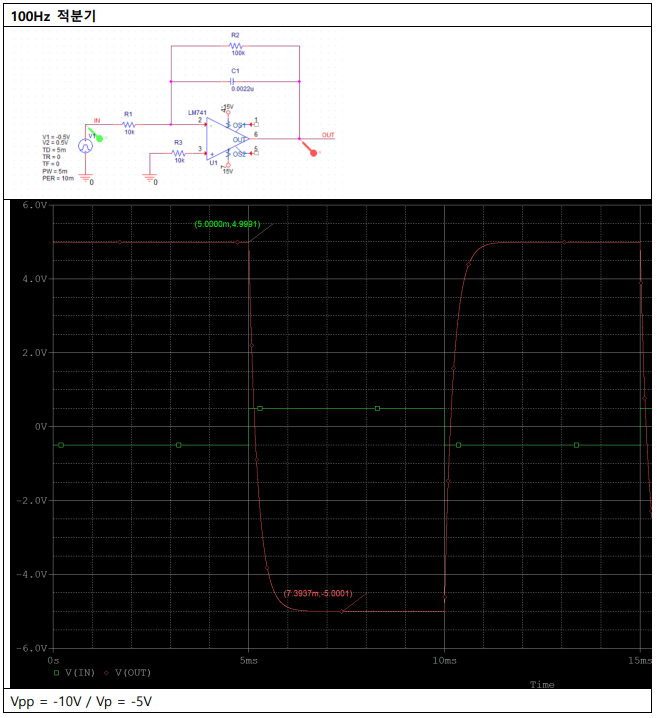 100Hz 적분기
R2
100k
C1
0.0022u
LM741
-15V
IN
R1
10k
2
OS1
1
V1
OUT
6
OUT
V1 = -0.5V
V2 = 0.5V
TD = 5m
TR = 0
TF = 0
PW = 5m
PER = 10m
R3
10k
3
OS2
5
U1
15V
0
0
6.0V
(5.0000m,4.9991)
4.0V
2.0V
0V
-2.0V
-4.0V
(7.3937m,-5.0001)
-6.0V
0s 5ms 10ms 15ms
V(IN) V(OUT)
Time
Vpp = -10V / Vp = -5V